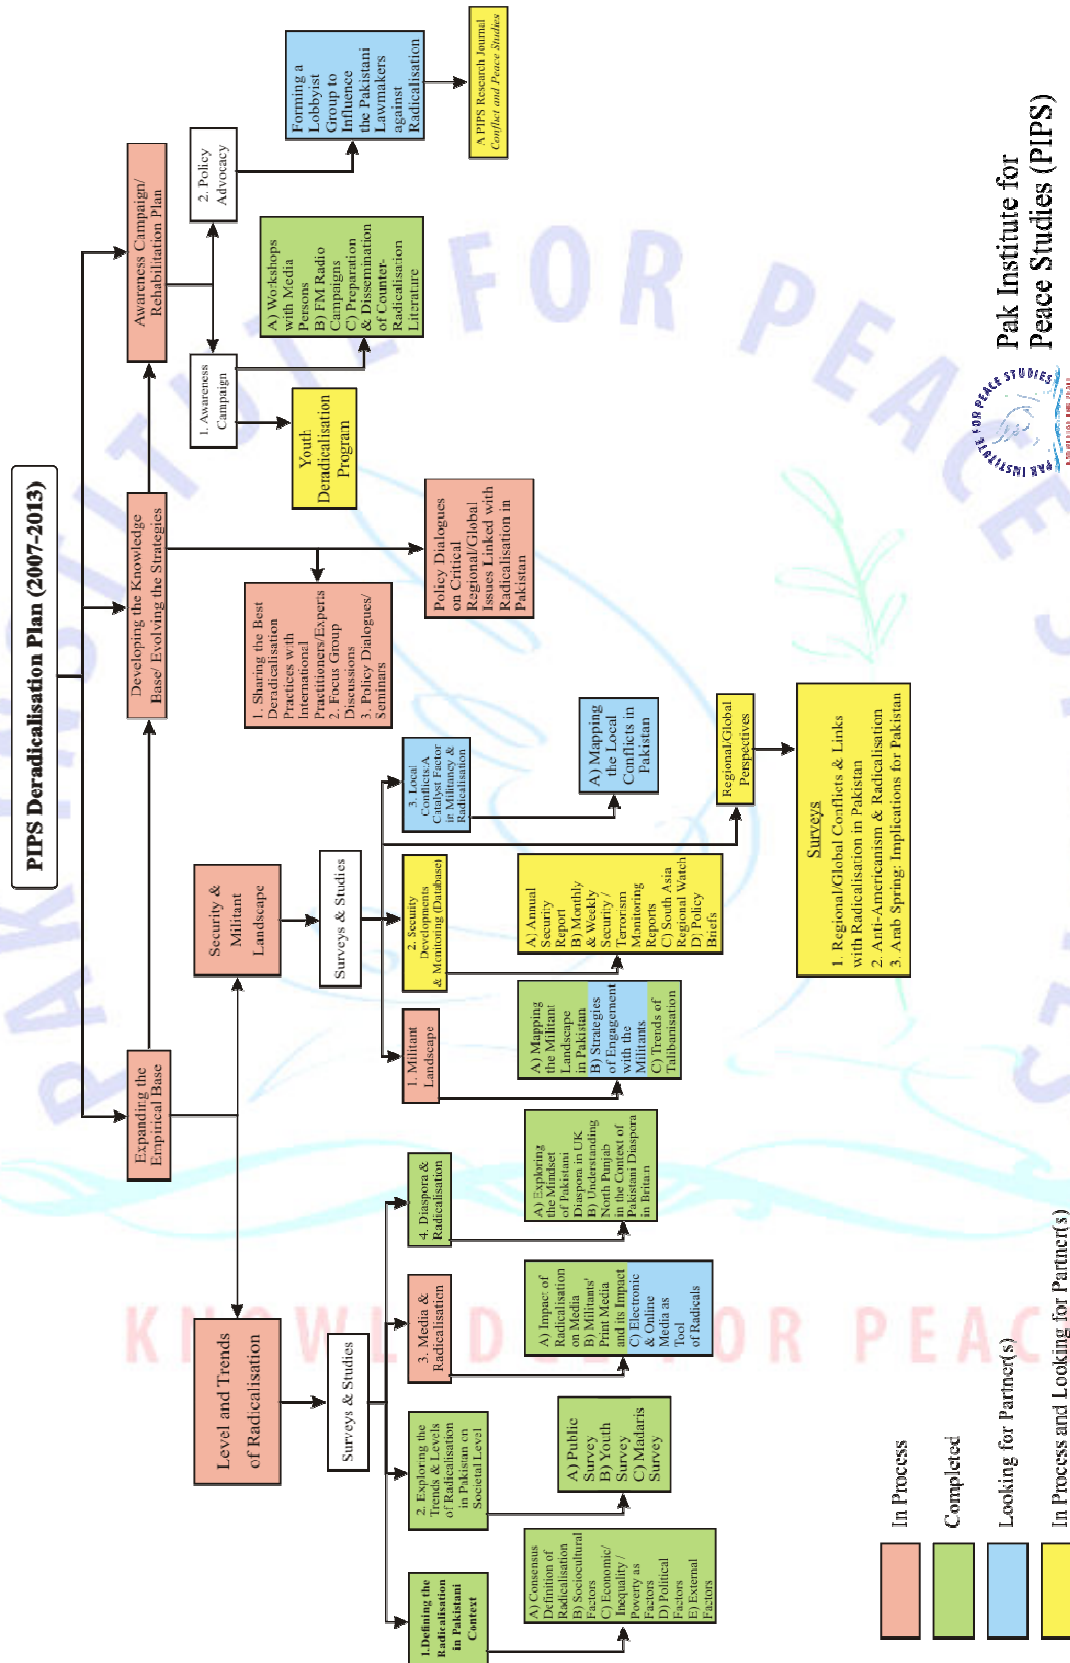 PIPS Deradicalisation Plan (2007-2013)
Expanding the
Empirical Base
Developing the Knowledge
Base/ Evolving the Strategies
Awareness Campaign/
Rehabilitation Plan
Level and Trends
of Radicalisation
Security &
Militant
Landscape
Surveys & Studies
Surveys & Studies
1.Defining the
Radicalisation
in Pakistani
Context
2. Exploring the
Trends & Levels
of Radicalisation
in Pakistan on
Societal Level
3. Media &
Radicalisation
4. Diaspora &
Radicalisation
A) Consensus
Definition of
Radicalisation
B) Sociocultural
Factors
C) Economic/
Inequality /
Poverty as
Factors
D) Political
Factors
E) External
Factors
A) Public
Survey
B) Youth
Survey
C) Madaris
Survey
A) Impact of
Radicalisation
on Media
B) Militants'
Print Media
and its Impact
C) Electronic
& Online
Media as
Tool
of Radicals
A) Exploring
the Mindset
of Pakistani
Diaspora in UK
B) Understanding
North Punjab
in the Context of
Pakistani Diaspora
in Britain
1. Militant
Landscape
2. Security
Developments
& Monitoring (Database)
3. Local
Conflicts:A
Catalyst Factor
in Militancy &
Radicalisation
A) Mapping
the Militant
Landscape
in Pakistan
B) Strategies
of Engagement
with the
Militants
C) Trends of
Talibanisation
A) Annual
Security
Report
B) Monthly
& Weekly
Security /
Terrorism
Monitoring
Reports
C) South Asia
Regional Watch
D) Policy
Briefs
A) Mapping
the Local
Conflicts in
Pakistan
Regional/Global
Perspectives
Surveys
1. Regional/Global Conflicts & Links
with Radicalisation in Pakistan
2. Anti-Americanism & Radicalisation
3. Arab Spring: Implications for Pakistan
1. Sharing the Best
Deradicalisation
Practices with
International
Practitioners/Experts
2. Focus Group
Discussions
3. Policy Dialogues/
Seminars
Policy Dialogues
on Critical
Regional/Global
Issues Linked with
Radicalisation in
Pakistan
1. Awareness
Campaign
2. Policy
Advocacy
Youth
Deradicalisation
Program
A) Workshops
with Media
Persons
B) FM Radio
Campaigns
C) Preparation
& Dissemination
of Counter-
Radicalisation
Literature
Forming a
Lobbyist
Group to
Influence
the Pakistani
Lawmakers
against
Radicalisation
A PIPS Research Journal
Conflict and Peace Studies
In Process
Completed
Looking for Partner(s)
In Process and Looking for Partner(s)
PAK INSTITUTE FOR PEACE STUDIES
Pak Institute for
Peace Studies (PIPS)
PAK INSTITUTE FOR PEACE
KNOWLEDGE FOR PEACE